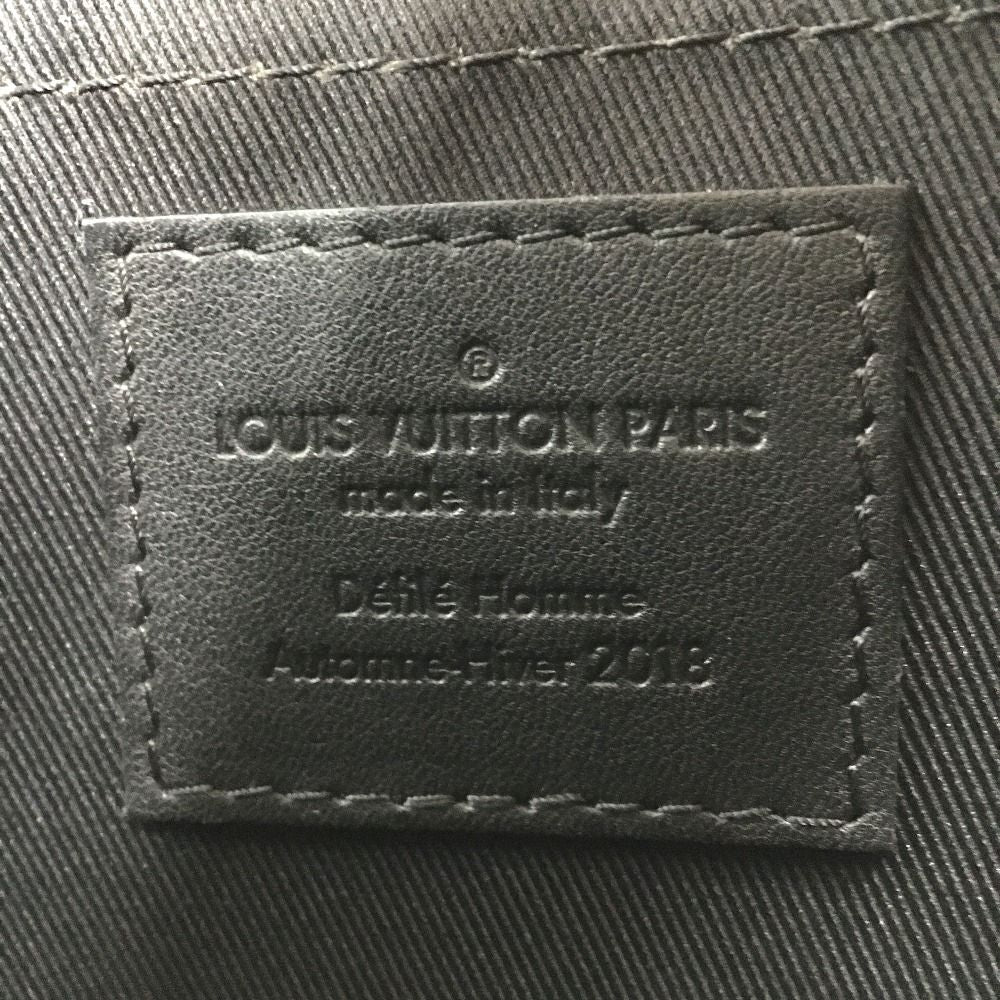 ®
LOUIS VUITTON PARIS
made in Italy
Défilé Homme
Automne-Hiver 2018